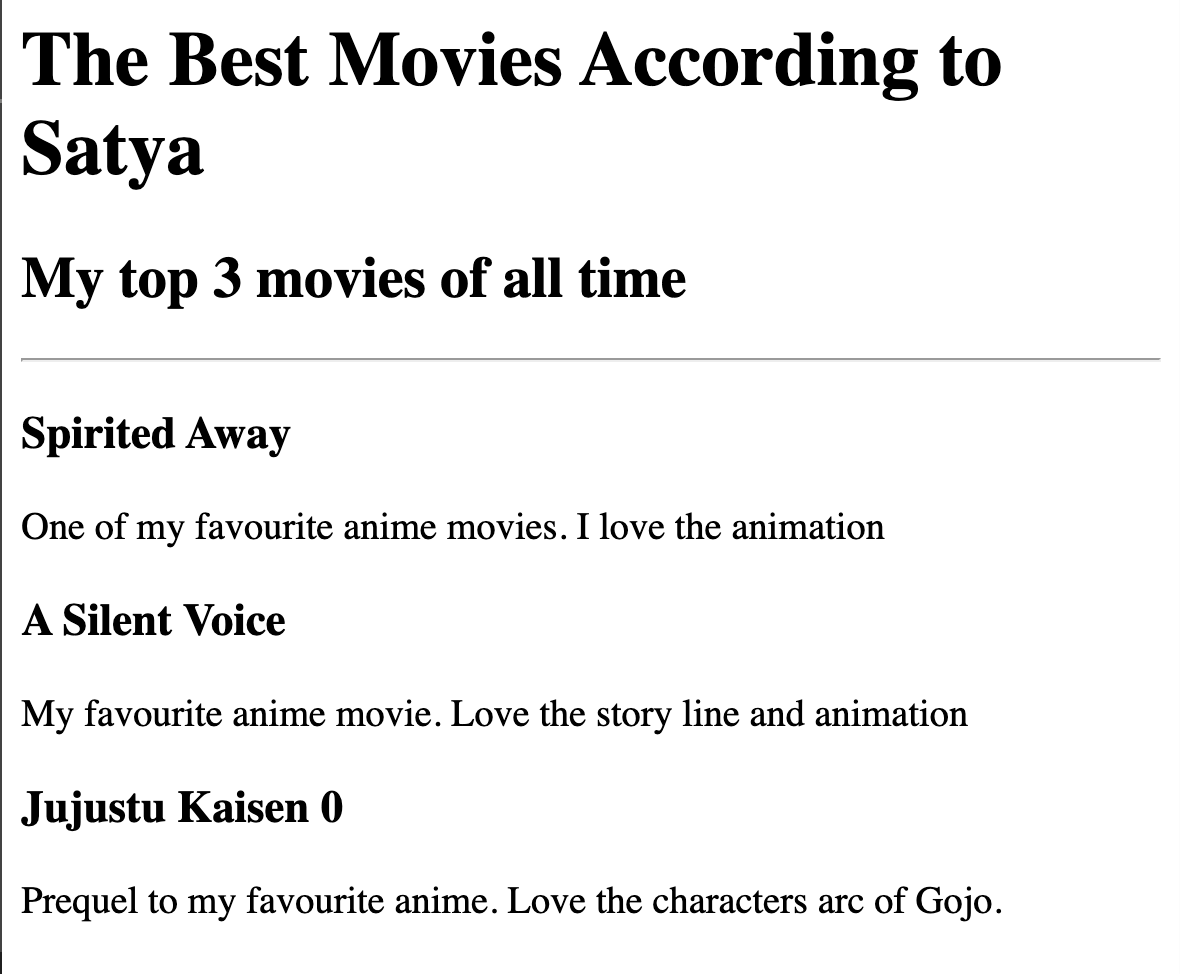 The Best Movies According to
Satya
My top 3 movies of all time
Spirited Away
One of my favourite anime movies. I love the animation
A Silent Voice
My favourite anime movie. Love the story line and animation
Jujustu Kaisen 0
Prequel to my favourite anime. Love the characters arc of Gojo.